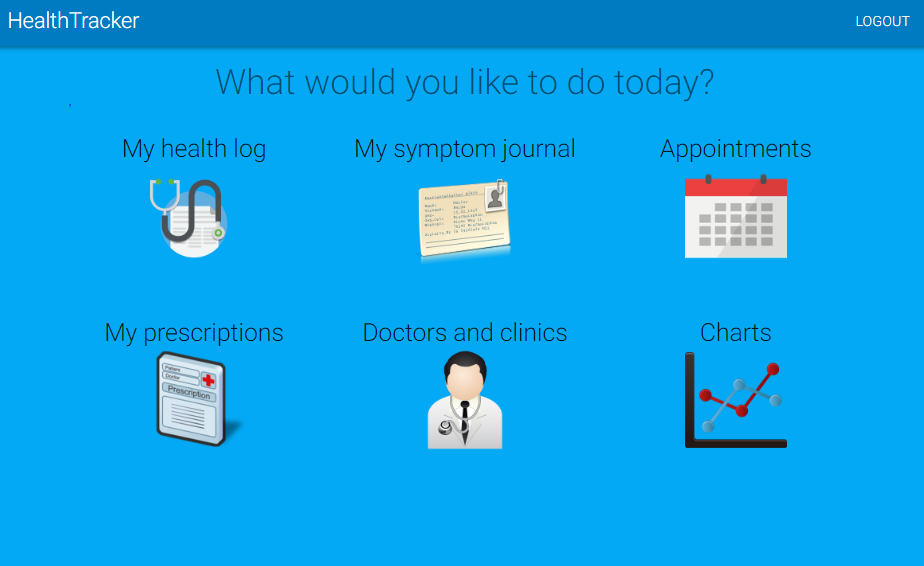 HealthTracker
LOGOUT
What would you like to do today?
My health log
My symptom journal
Appointments
My prescriptions
Doctors and clinics
Charts
Patient
Doctor
Prescription